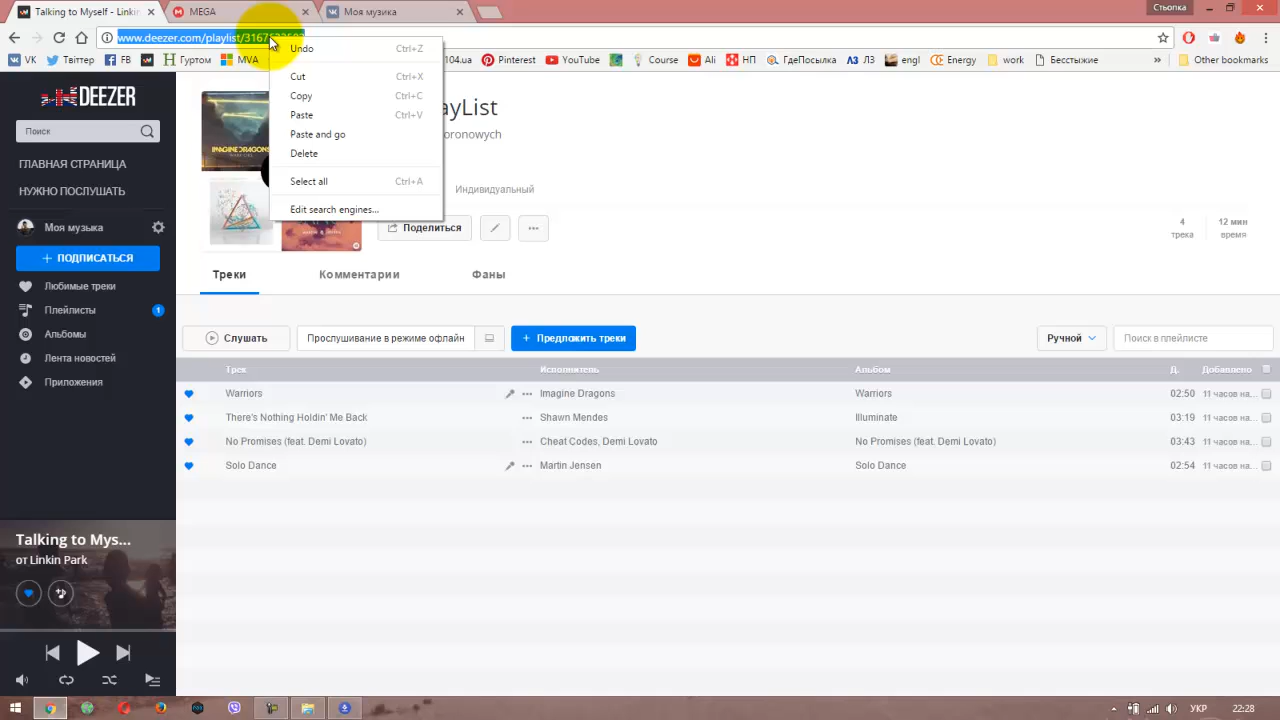 Talking to Myself - Linkin
MEGA
Моя музыка
www.deezer.com/playlist/3167
VK
Твіттер
FB
Гуртом
MVA
104.ua
Pinterest
YouTube
engl
Course
Ali
НП
ГдеПосылка
ЛЗ
me
Energy
work
Бесстыжие
»
Other bookmarks
Undo Ctrl+Z
Cut Ctrl+X
Copy Ctrl+C
Paste Ctrl+V
Paste and go
Delete
Select all Ctrl+A
Edit search engines...
DEEZER
Поиск
ГЛАВНАЯ СТРАНИЦА
НУЖНО ПОСЛУШАТЬ
Моя музыка
+ ПОДПИСАТЬСЯ
Любимые треки
Плейлисты 1
Альбомы
Лента новостей
Приложения
IMAGINE DRAGONS
ayList
oronowych
Индивидуальный
Поделиться
4 12 мин
трека время
Треки Комментарии Фаны
Слушать
Прослушивание в режиме офлайн
+ Предложить треки
Ручной
Поиск в плейлисте
Трек Исполнитель Альбом Д. Добавлено
Warriors Imagine Dragons Warriors 02:50 11 часов на...
There's Nothing Holdin' Me Back Shawn Mendes Illuminate 03:19 11 часов на...
No Promises (feat. Demi Lovato) Cheat Codes, Demi Lovato No Promises (feat. Demi Lovato) 03:43 11 часов на...
Solo Dance Martin Jensen Solo Dance 02:54 11 часов на...
Talking to Mys...
от Linkin Park
УКР 22:28